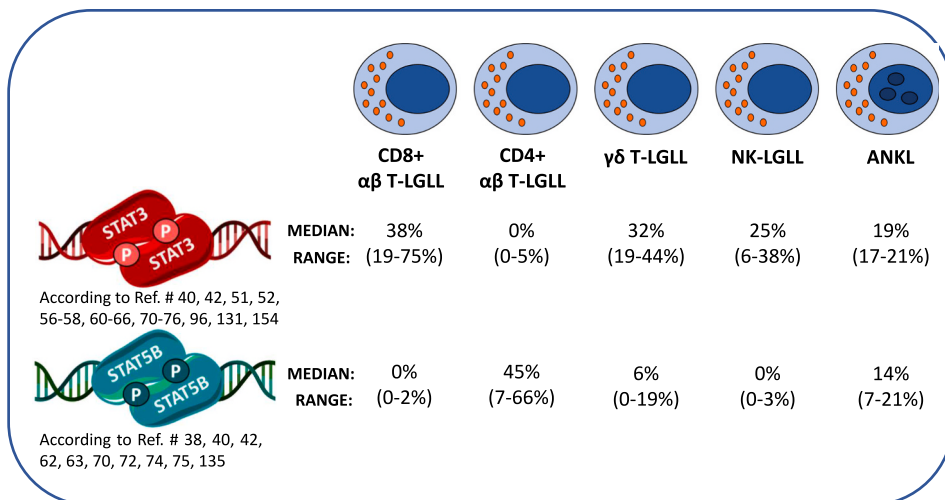 CD8+
αβ T-LGLL
CD4+
αβ T-LGLL
γδ T-LGLL
NK-LGLL
ANKL
STAT3
P
P
STAT3
MEDIAN: 38% 0% 32% 25% 19%
RANGE: (19-75%) (0-5%) (19-44%) (6-38%) (17-21%)
According to Ref. # 40, 42, 51, 52,
56-58, 60-66, 70-76, 96, 131, 154
STAT5B
P
P
STAT5B
MEDIAN: 0% 45% 6% 0% 14%
RANGE: (0-2%) (7-66%) (0-19%) (0-3%) (7-21%)
According to Ref. # 38, 40, 42,
62, 63, 70, 72, 74, 75, 135